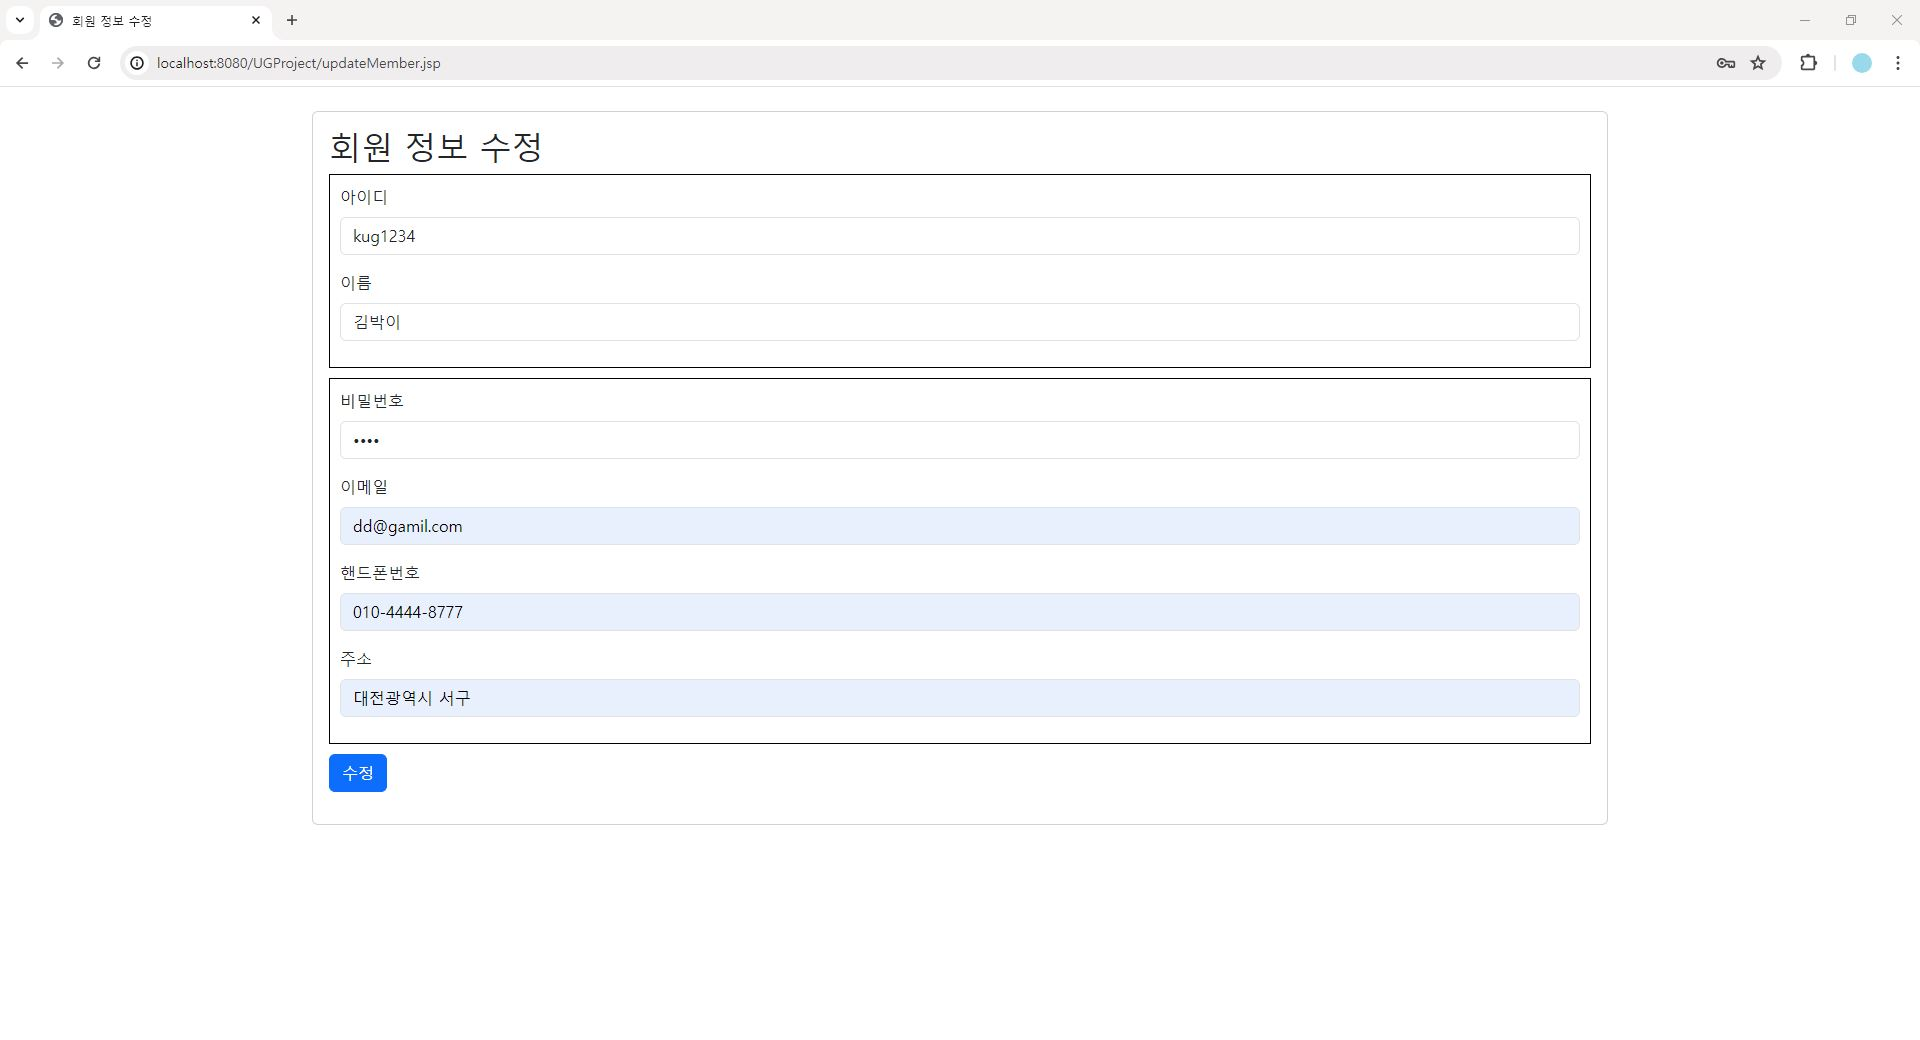 회원 정보 수정
localhost:8080/UGProject/updateMember.jsp
회원 정보 수정
아이디
kug1234
이름
김박이
비밀번호
••••
이메일
dd@gamil.com
핸드폰번호
010-4444-8777
주소
대전광역시 서구
수정